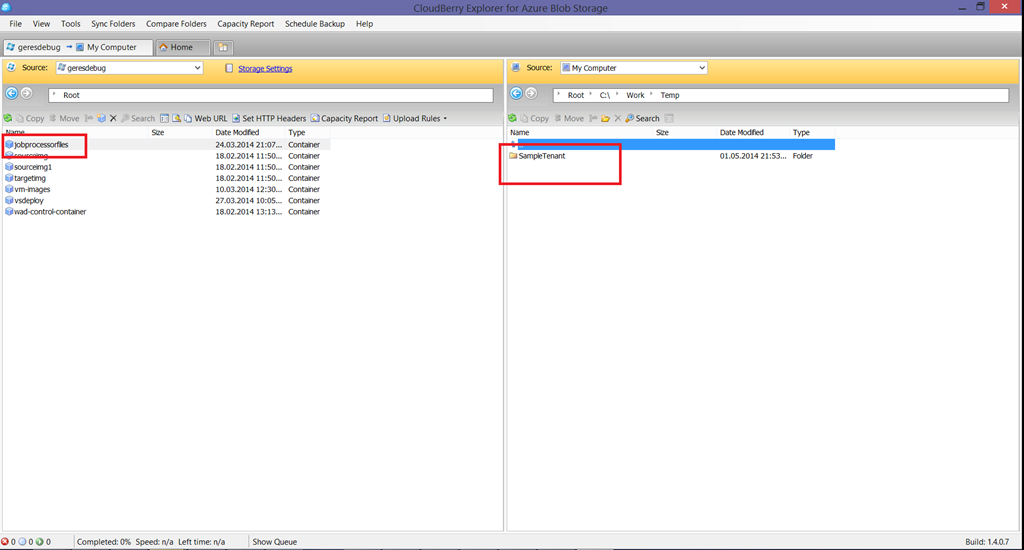 CloudBerry Explorer for Azure Blob Storage
File View Tools Sync Folders Compare Folders Capacity Report Schedule Backup Help
geresdebug My Computer Home
Source: geresdebug Storage Settings
Root
Copy Move Search Web URL Set HTTP Headers Capacity Report Upload Rules
Name Size Date Modified Type
jobprocessorfiles 24.03.2014 21:07... Container
sourceimg 18.02.2014 11:50... Container
sourceimg1 18.02.2014 11:50... Container
targetimg 18.02.2014 11:50... Container
vm-images 10.03.2014 12:30... Container
vsdeploy 27.03.2014 10:05... Container
wad-control-container 18.02.2014 13:13... Container
Source: My Computer
Root C:\ Work Temp
Copy Move Search
Name Size Date Modified Type
SampleTenant 01.05.2014 21:53... Folder
0 0 0 Completed: 0% Speed: n/a Left time: n/a Show Queue Build: 1.4.0.7